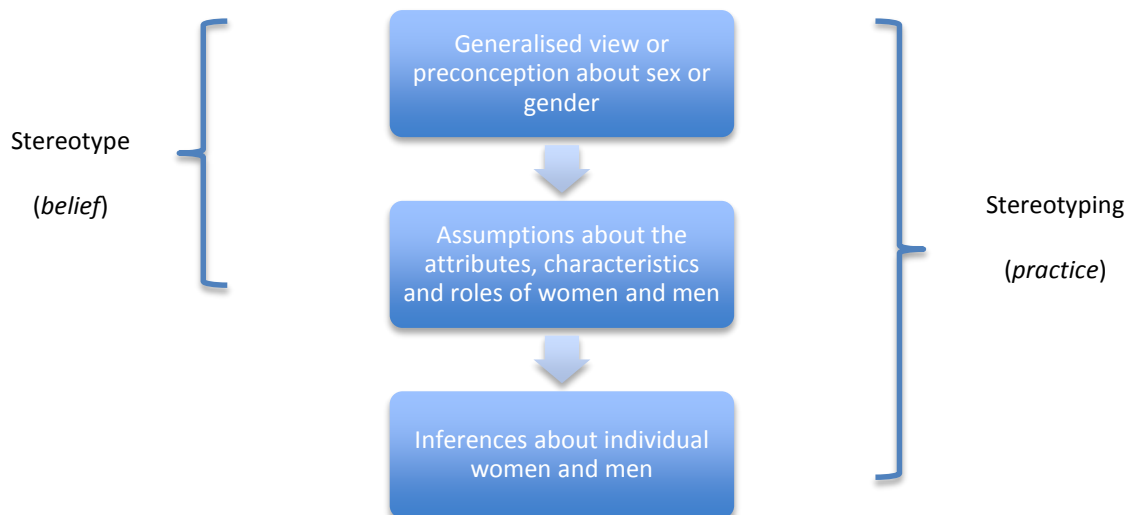 Generalised view or
preconception about sex or
gender
Stereotype
(belief)
Assumptions about the
attributes, characteristics
and roles of women and men
Stereotyping
(practice)
Inferences about individual
women and men